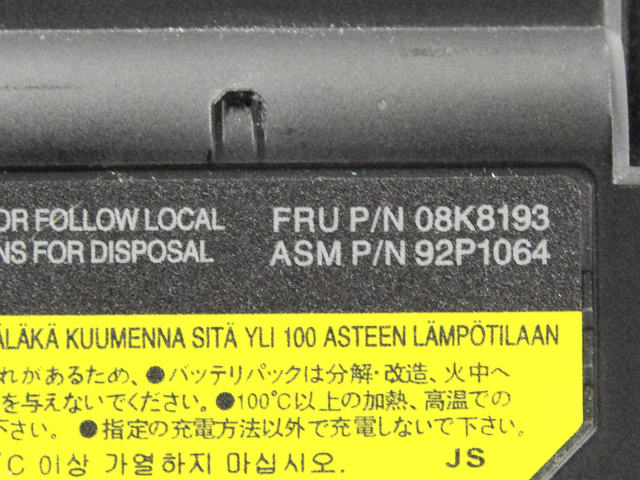 OR FOLLOW LOCAL FRU P/N 08K8193
NS FOR DISPOSAL ASM P/N 92P1064
ÄLÄKÄ KUUMENNA SITÄ YLI 100 ASTEEN LÄMPÖTILAAN
れがあるため、●バッテリパックは分解・改造、火中へ
を与えないでください。●100°C以上の加熱、高温での
下さい。 ●指定の充電方法以外で充電しないで下さい。
°C 이상 가열하지 마십시오. JS